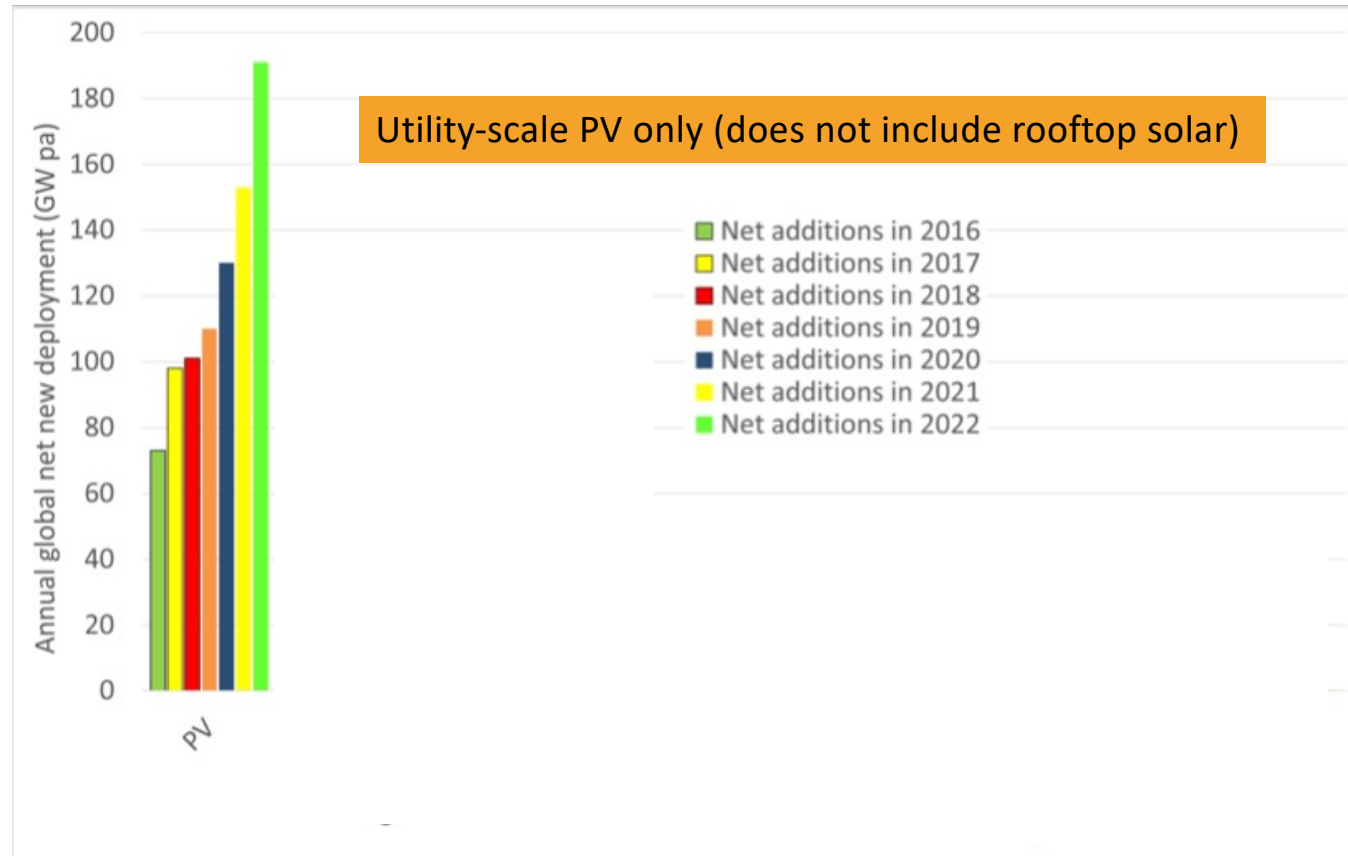 Annual global net new deployment (GW pa)
200
180
160
140
120
100
80
60
40
20
0
PV
Utility-scale PV only (does not include rooftop solar)
Net additions in 2016
Net additions in 2017
Net additions in 2018
Net additions in 2019
Net additions in 2020
Net additions in 2021
Net additions in 2022